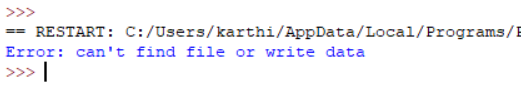 >>>
== RESTART: C:/Users/karthi/AppData/Local/Programs/
Error: can't find file or write data
>>>